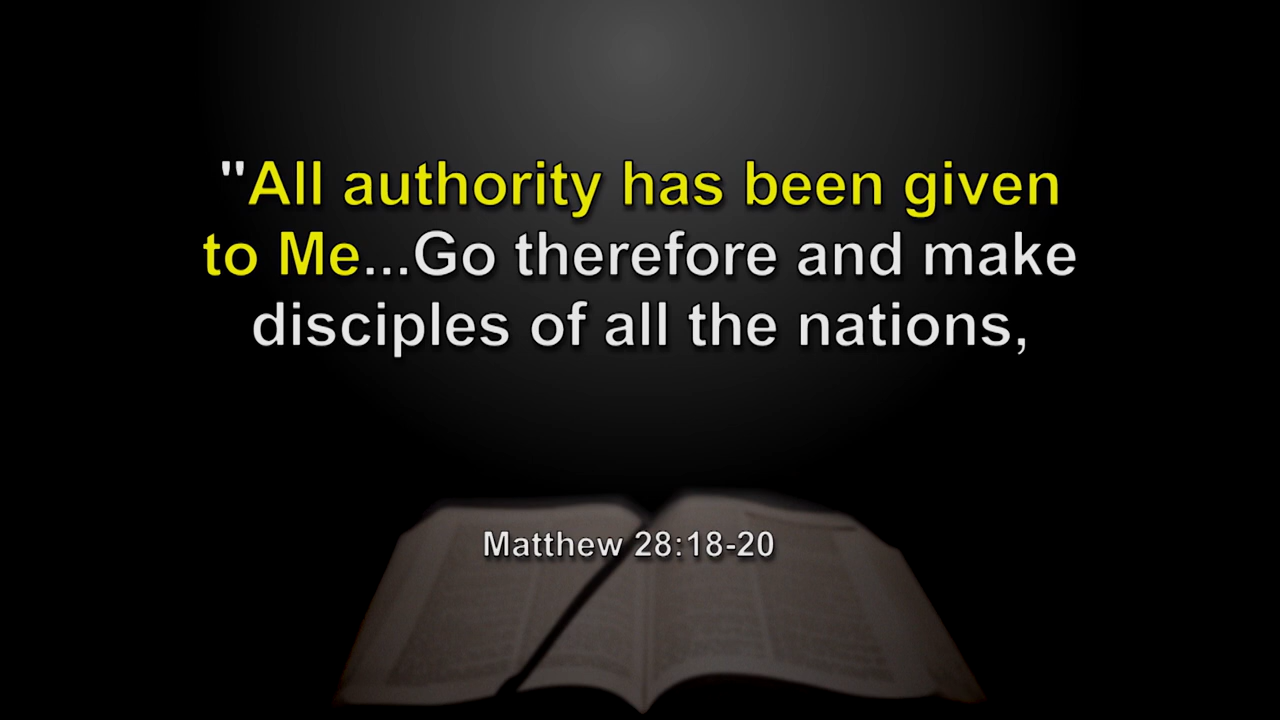 "All authority has been given
to Me...Go therefore and make
disciples of all the nations,
Matthew 28:18-20